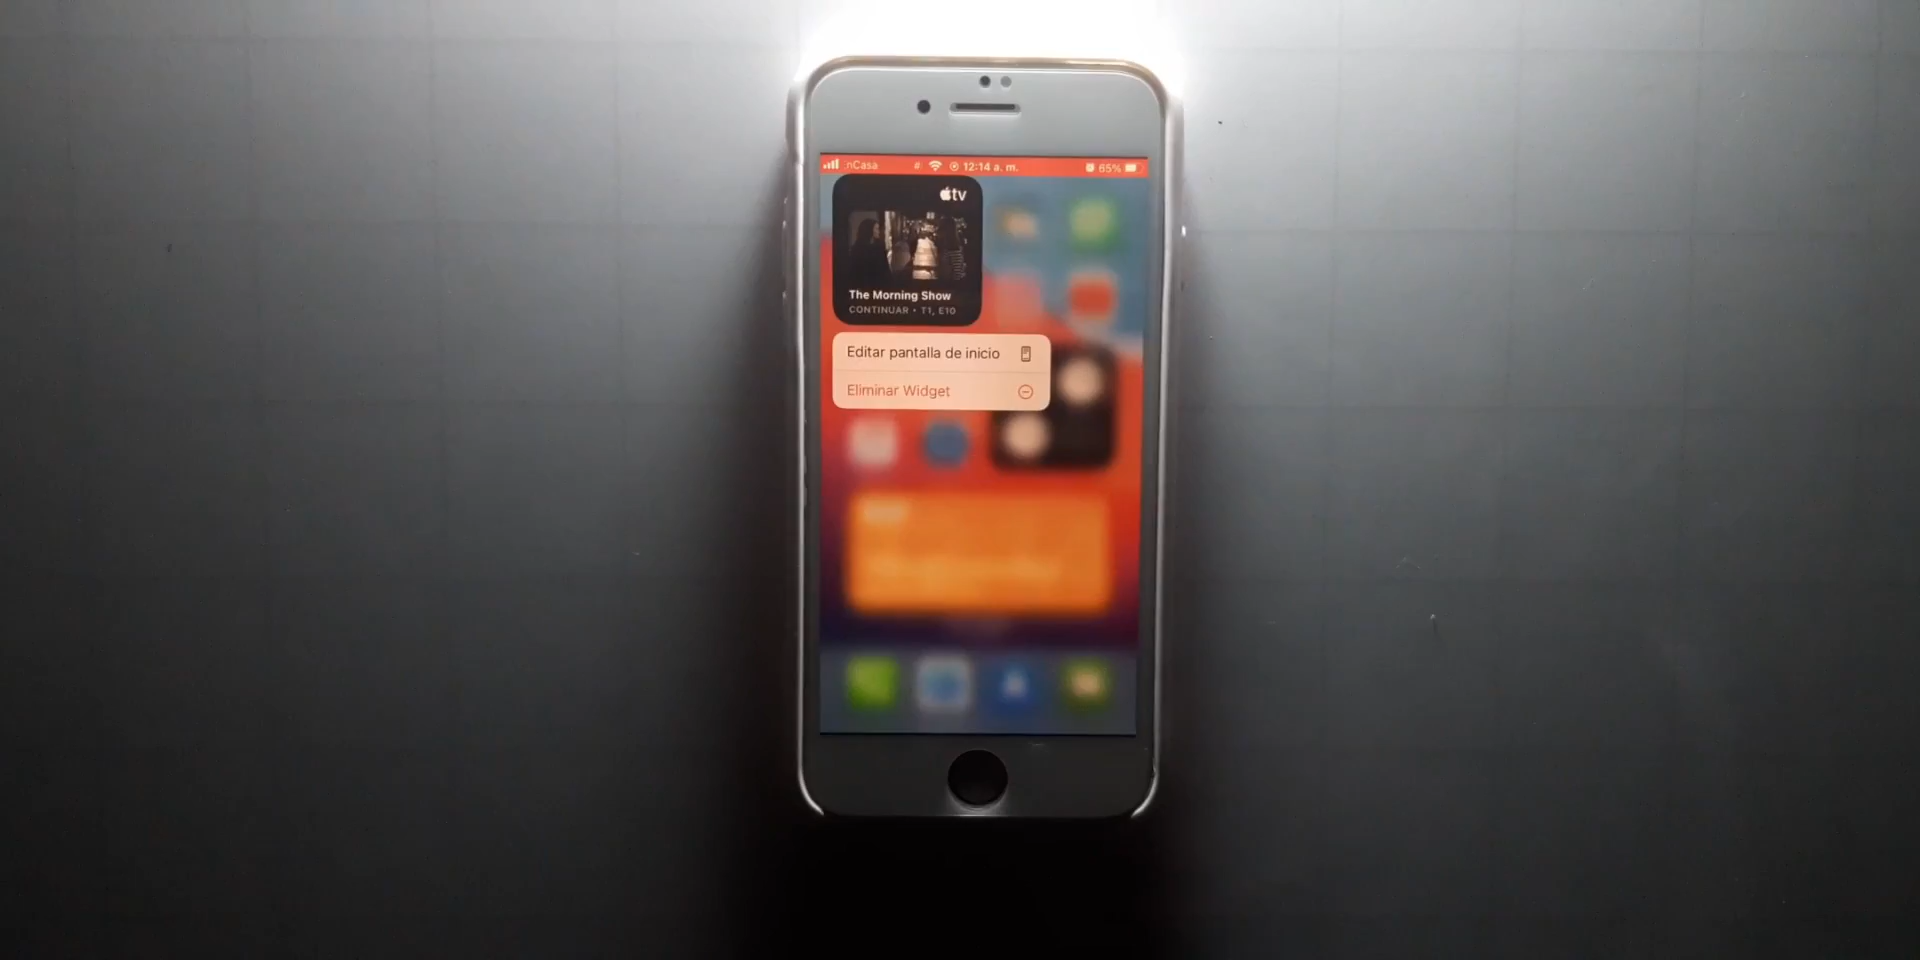 nCasa 12:14 a. m. 65%
tv
The Morning Show
CONTINUAR • T1, E10
Editar pantalla de inicio
Eliminar Widget